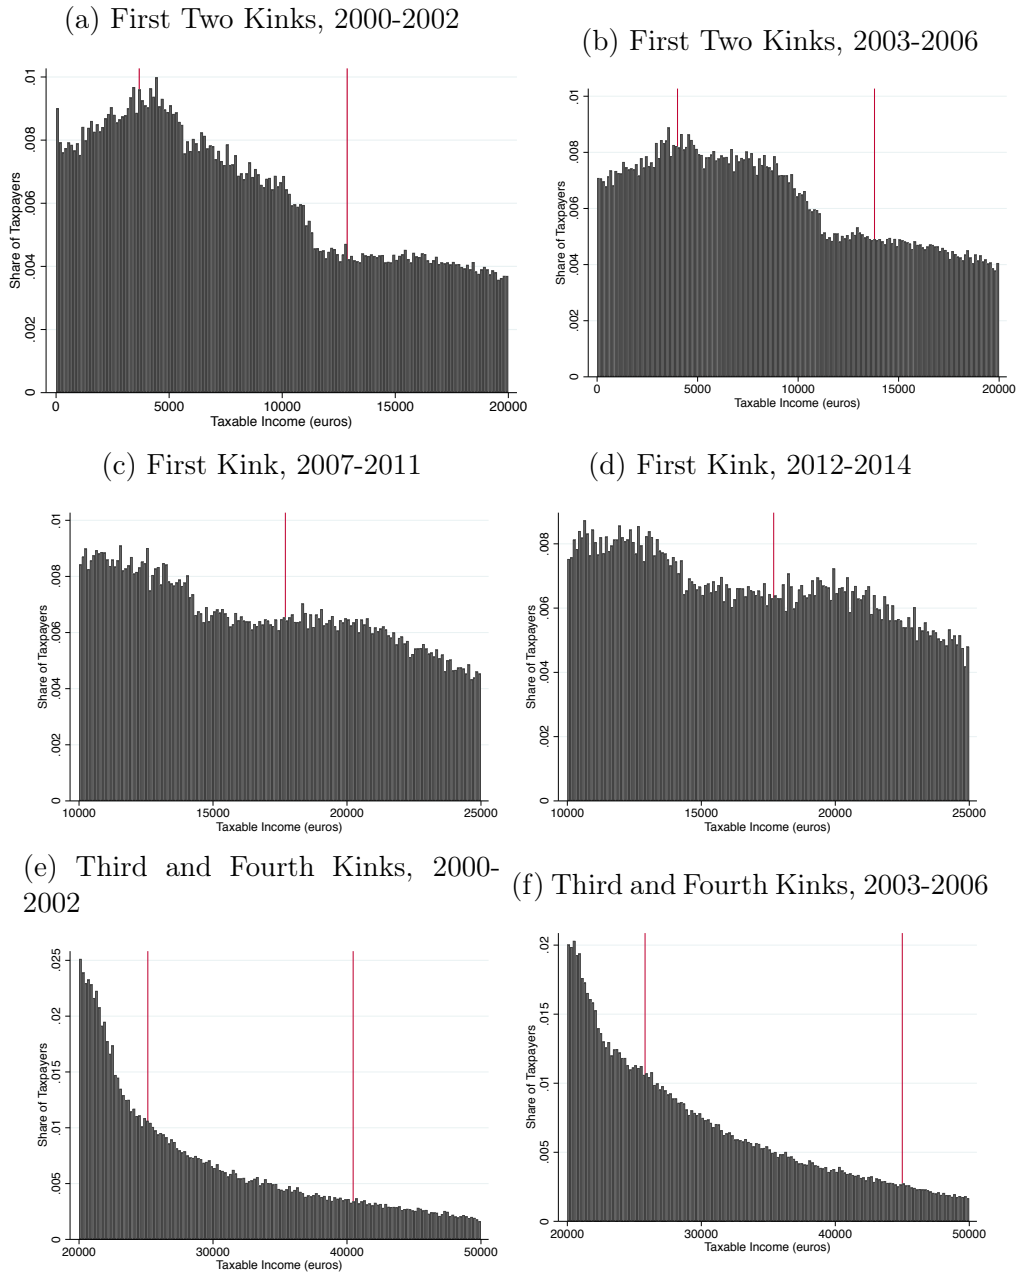 (a) First Two Kinks, 2000-2002
.01
.008
.006
.004
.002
0
Share of Taxpayers
0 5000 10000 15000 20000
Taxable Income (euros)
(b) First Two Kinks, 2003-2006
.01
.008
.006
.004
.002
0
Share of Taxpayers
0 5000 10000 15000 20000
Taxable Income (euros)
(c) First Kink, 2007-2011
.01
.008
.006
.004
.002
0
Share of Taxpayers
10000 15000 20000 25000
Taxable Income (euros)
(d) First Kink, 2012-2014
.008
.006
.004
.002
0
Share of Taxpayers
10000 15000 20000 25000
Taxable Income (euros)
(e) Third and Fourth Kinks, 2000-
2002
.025
.02
.015
.01
.005
0
Share of Taxpayers
20000 30000 40000 50000
Taxable Income (euros)
(f) Third and Fourth Kinks, 2003-2006
.02
.015
.01
.005
0
Share of Taxpayers
20000 30000 40000 50000
Taxable Income (euros)